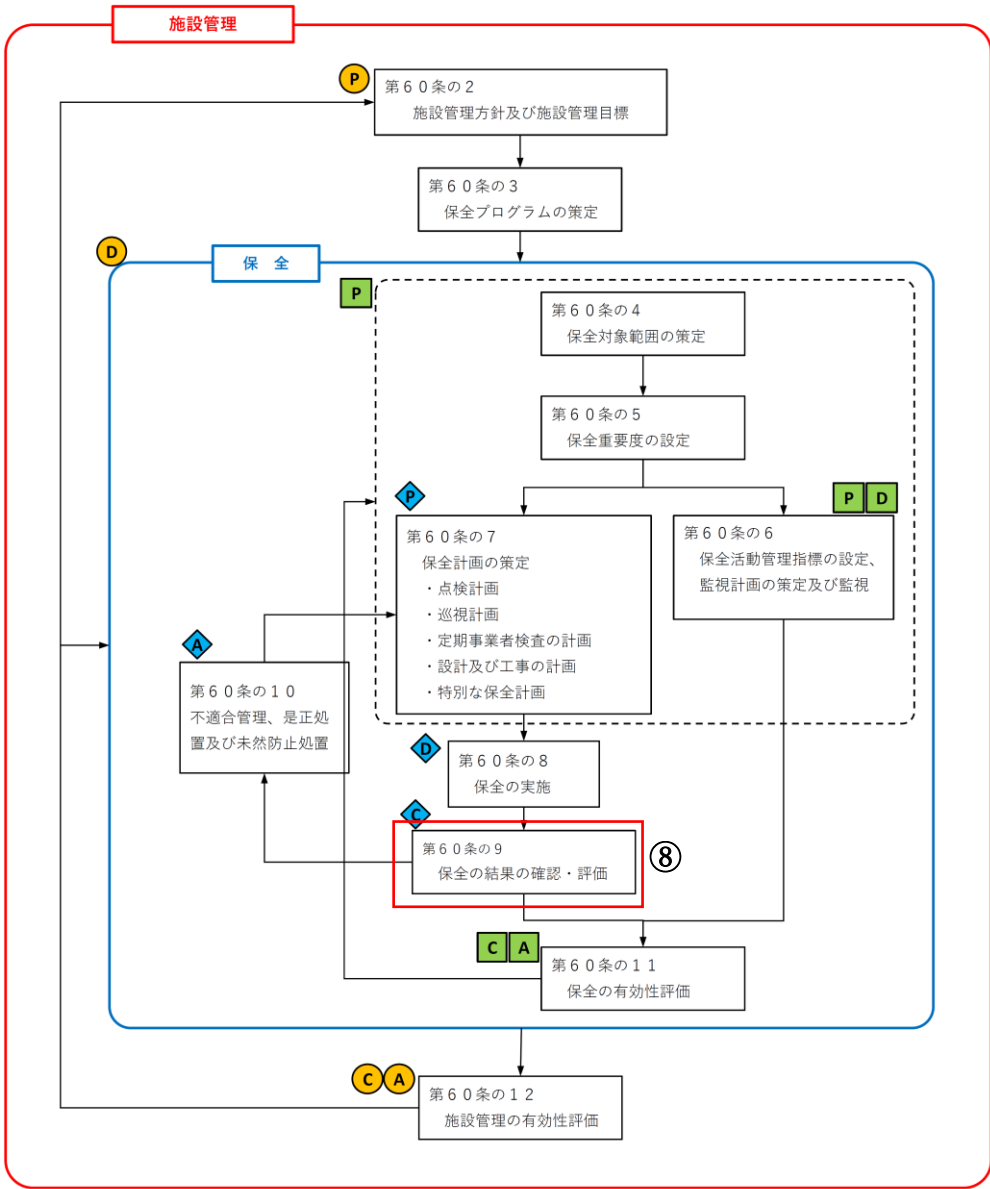 施設管理
P
第６０条の２
施設管理方針及び施設管理目標
第６０条の３
保全プログラムの策定
D
保 全
P
第６０条の４
保全対象範囲の策定
第６０条の５
保全重要度の設定
P
第６０条の７
保全計画の策定
・点検計画
・巡視計画
・定期事業者検査の計画
・設計及び工事の計画
・特別な保全計画
P D
第６０条の６
保全活動管理指標の設定、
監視計画の策定及び監視
A
第６０条の１０
不適合管理、是正処
置及び未然防止処置
D
第６０条の８
保全の実施
C
第６０条の９
保全の結果の確認・評価
⑧
C A
第６０条の１１
保全の有効性評価
C A
第６０条の１２
施設管理の有効性評価